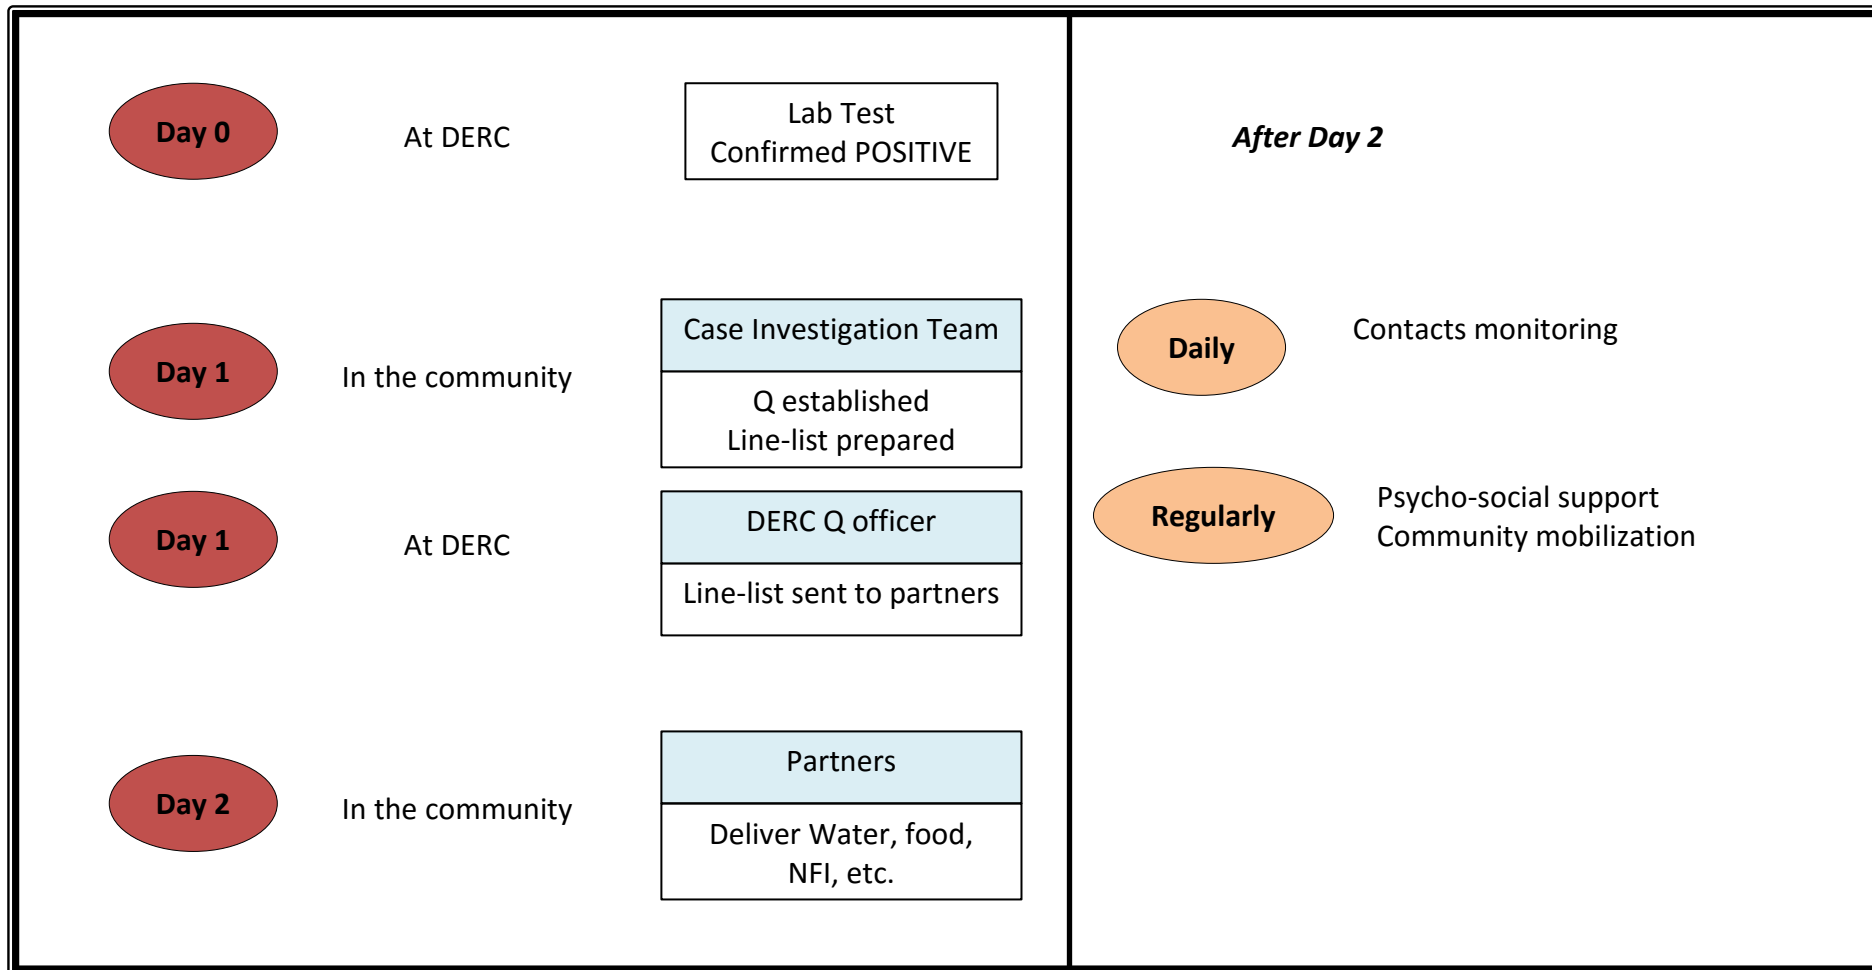 Day 0
At DERC
Lab Test
Confirmed POSITIVE
Day 1
In the community
Case Investigation Team
Q established
Line-list prepared
Day 1
At DERC
DERC Q officer
Line-list sent to partners
Day 2
In the community
Partners
Deliver Water, food,
NFI, etc.
After Day 2
Daily
Contacts monitoring
Regularly
Psycho-social support
Community mobilization